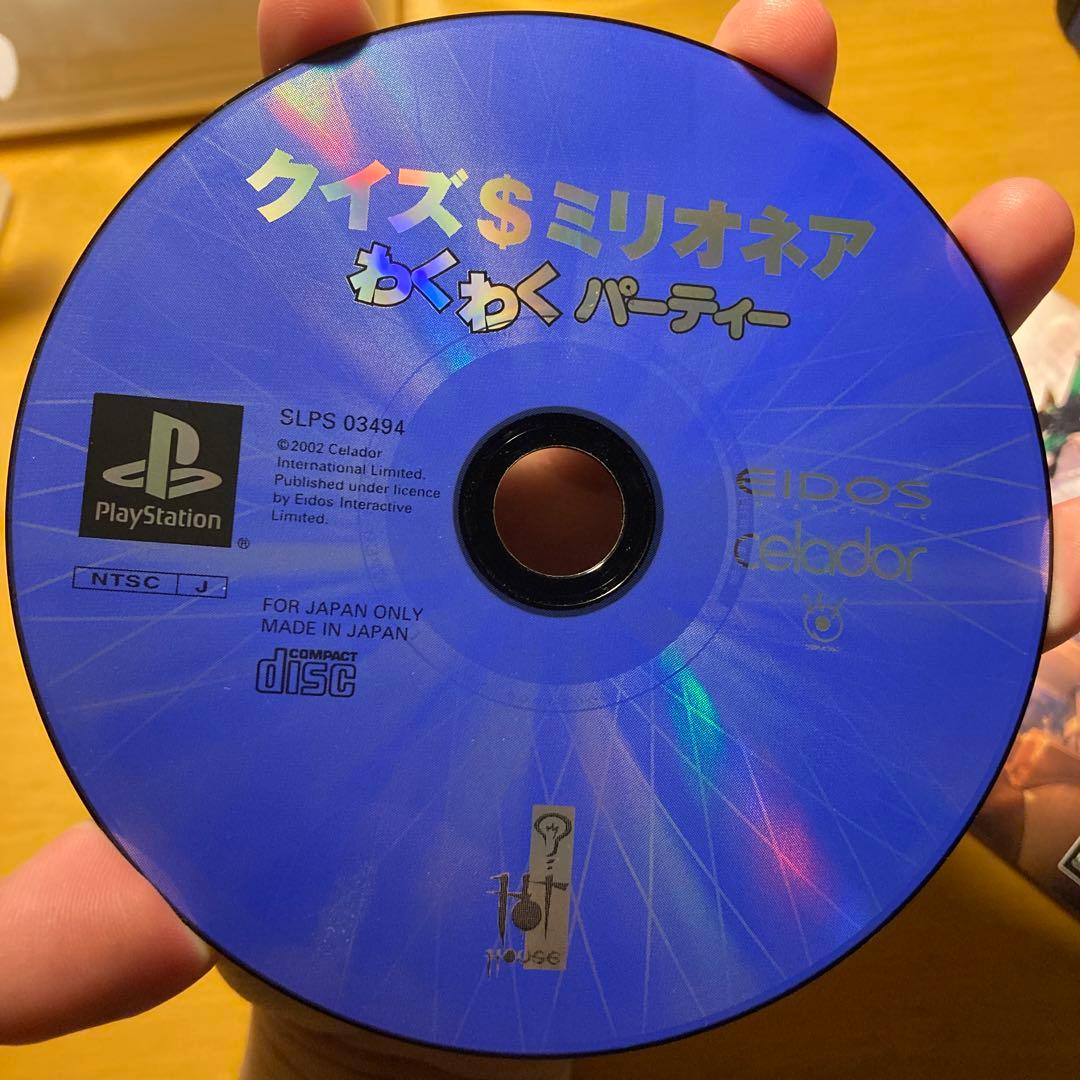 クイズ$ミリオネア
わくわくパーティー
SLPS 03494
©2002 Celador
International Limited.
Published under licence
by Eidos Interactive
Limited.
PlayStation
®
NTSC J
FOR JAPAN ONLY
MADE IN JAPAN
COMPACT
disc
EIDOS
celador
HOT
HOUSE